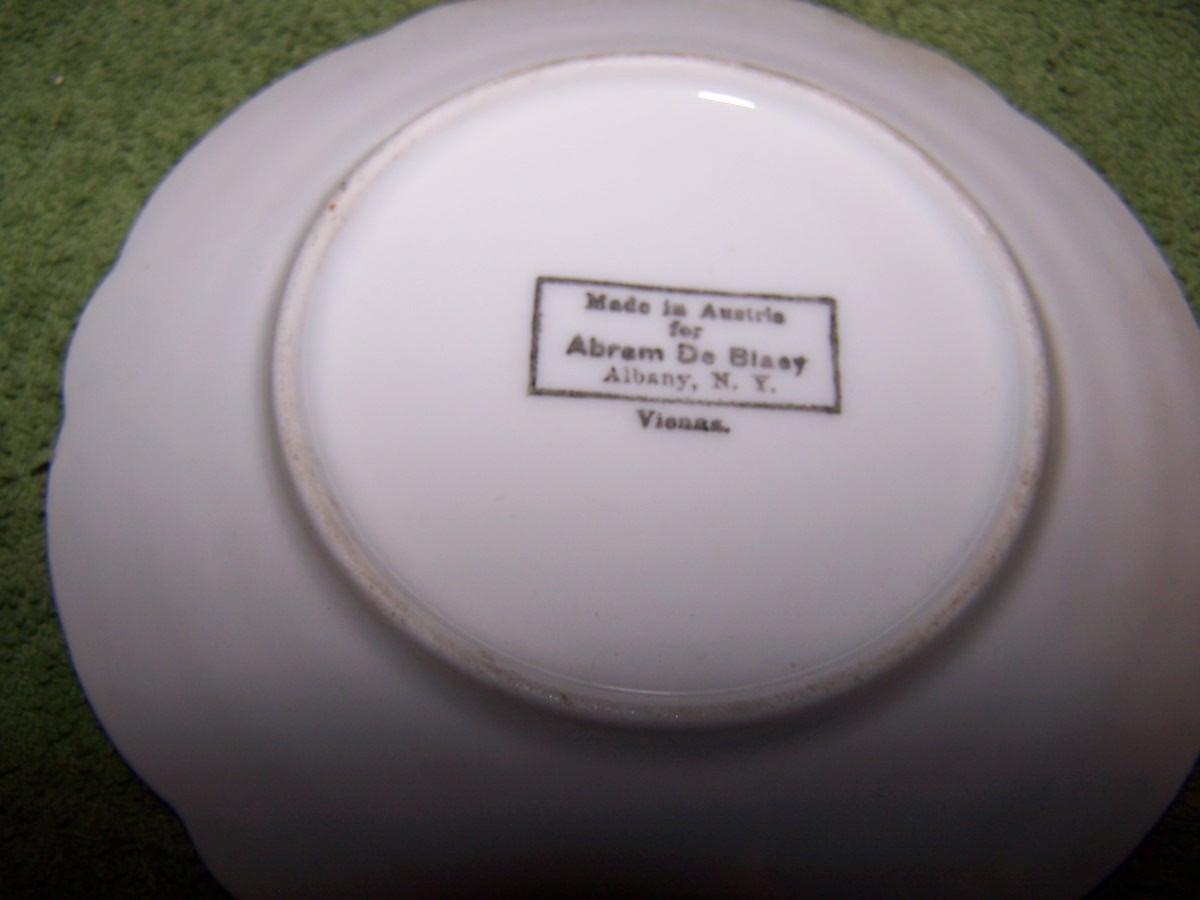 Made in Austria
for
Abram De Blaey
Albany, N. Y.
Vienna.